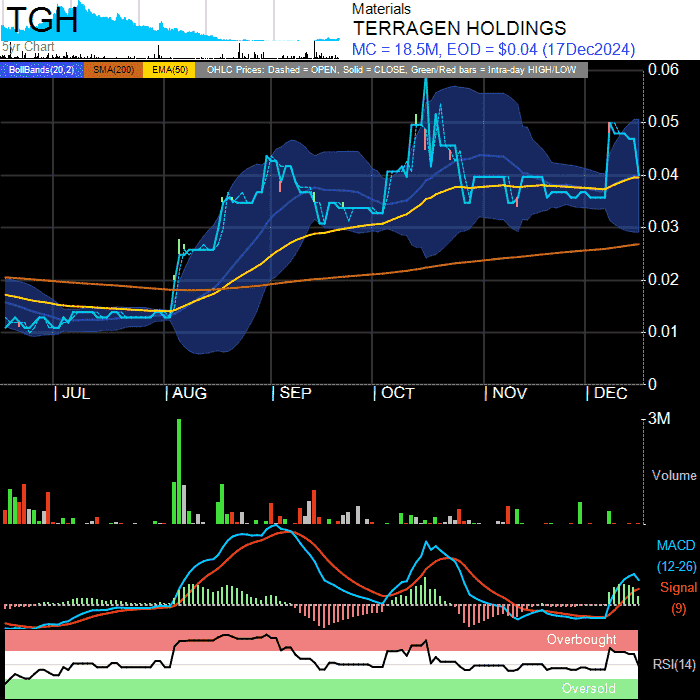 TGH
5yr Chart
Materials
TERRAGEN HOLDINGS
MC = 18.5M, EOD = $0.04 (17Dec2024)
BollBands(20,2) SMA(200) EMA(50) OHLC Prices: Dashed = OPEN, Solid = CLOSE, Green/Red bars = Intra-day HIGH/LOW
0.06
0.05
0.04
0.03
0.02
0.01
0
JUL AUG SEP OCT NOV DEC
3M
Volume
MACD
(12-26)
Signal
(9)
Overbought
RSI(14)
Oversold